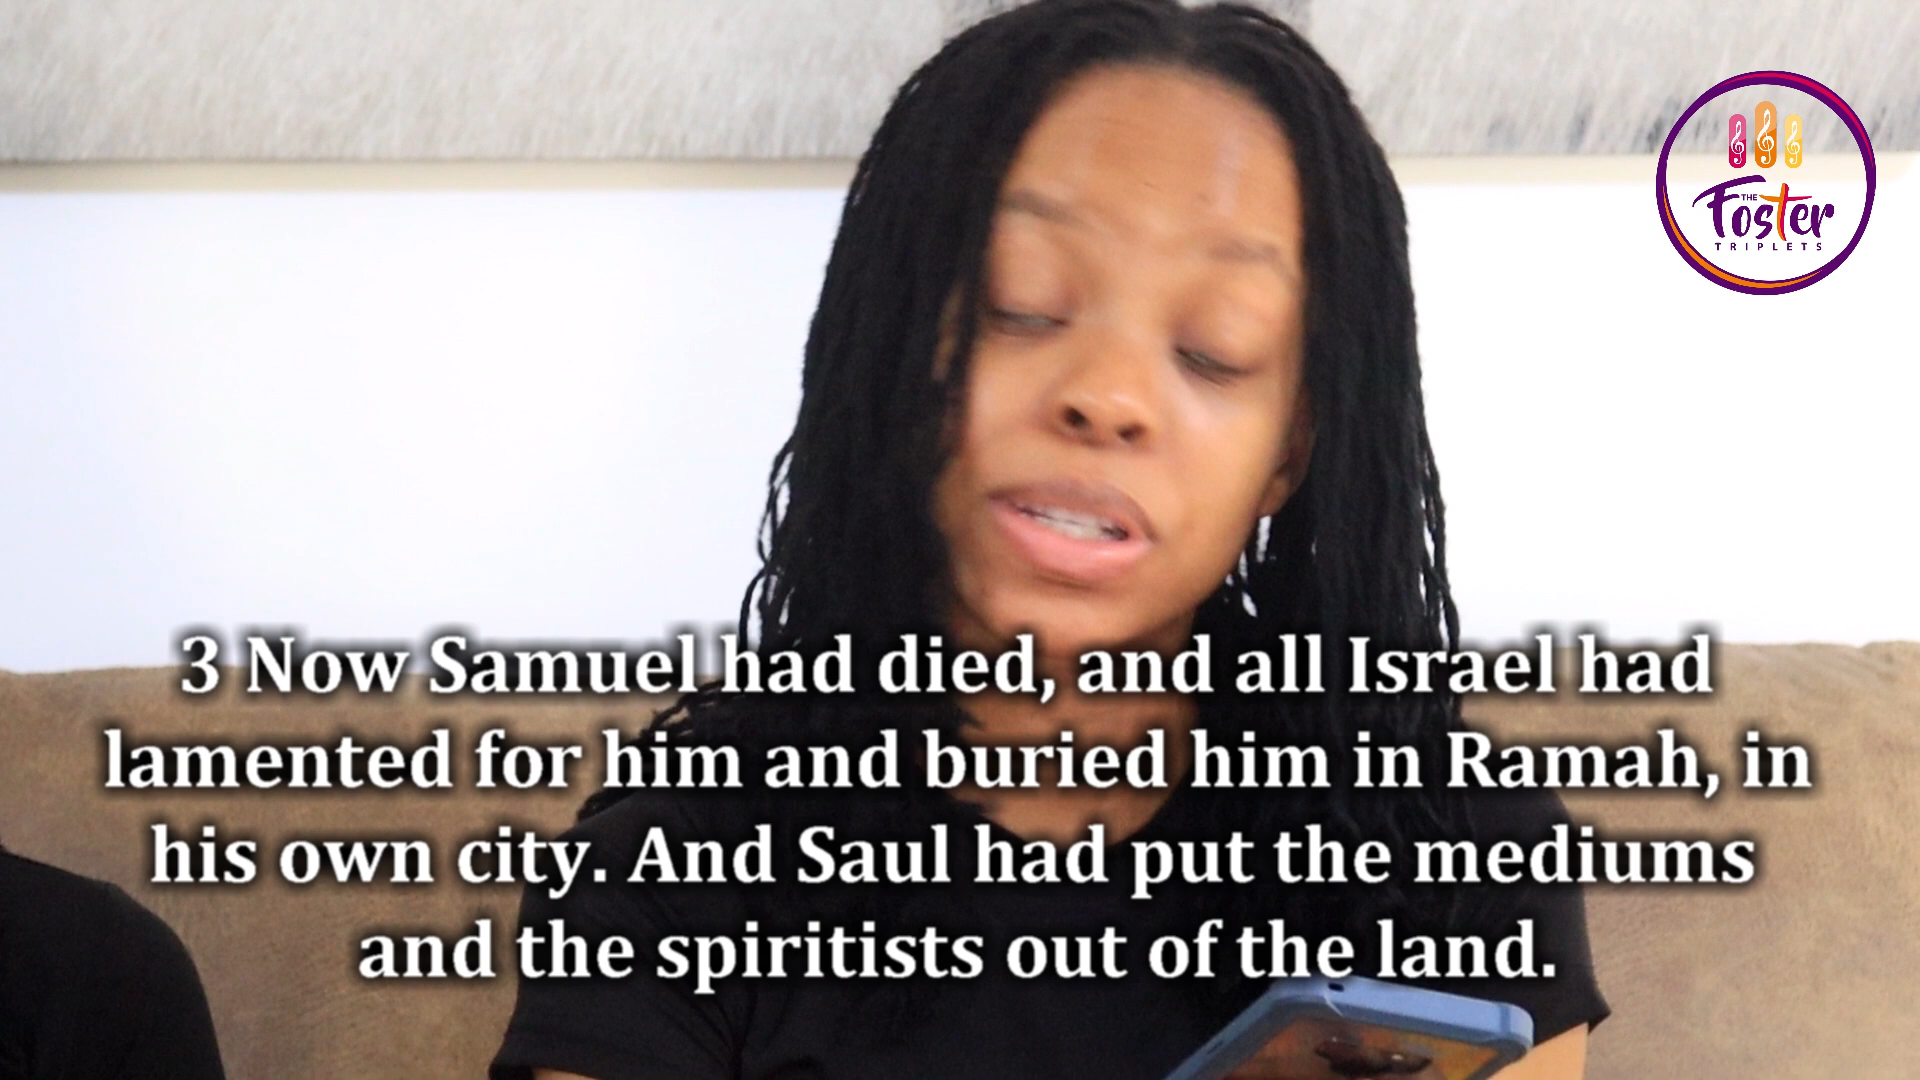 THE
Foster
TRIPLETS
3 Now Samuel had died, and all Israel had
lamented for him and buried him in Ramah, in
his own city. And Saul had put the mediums
and the spiritists out of the land.